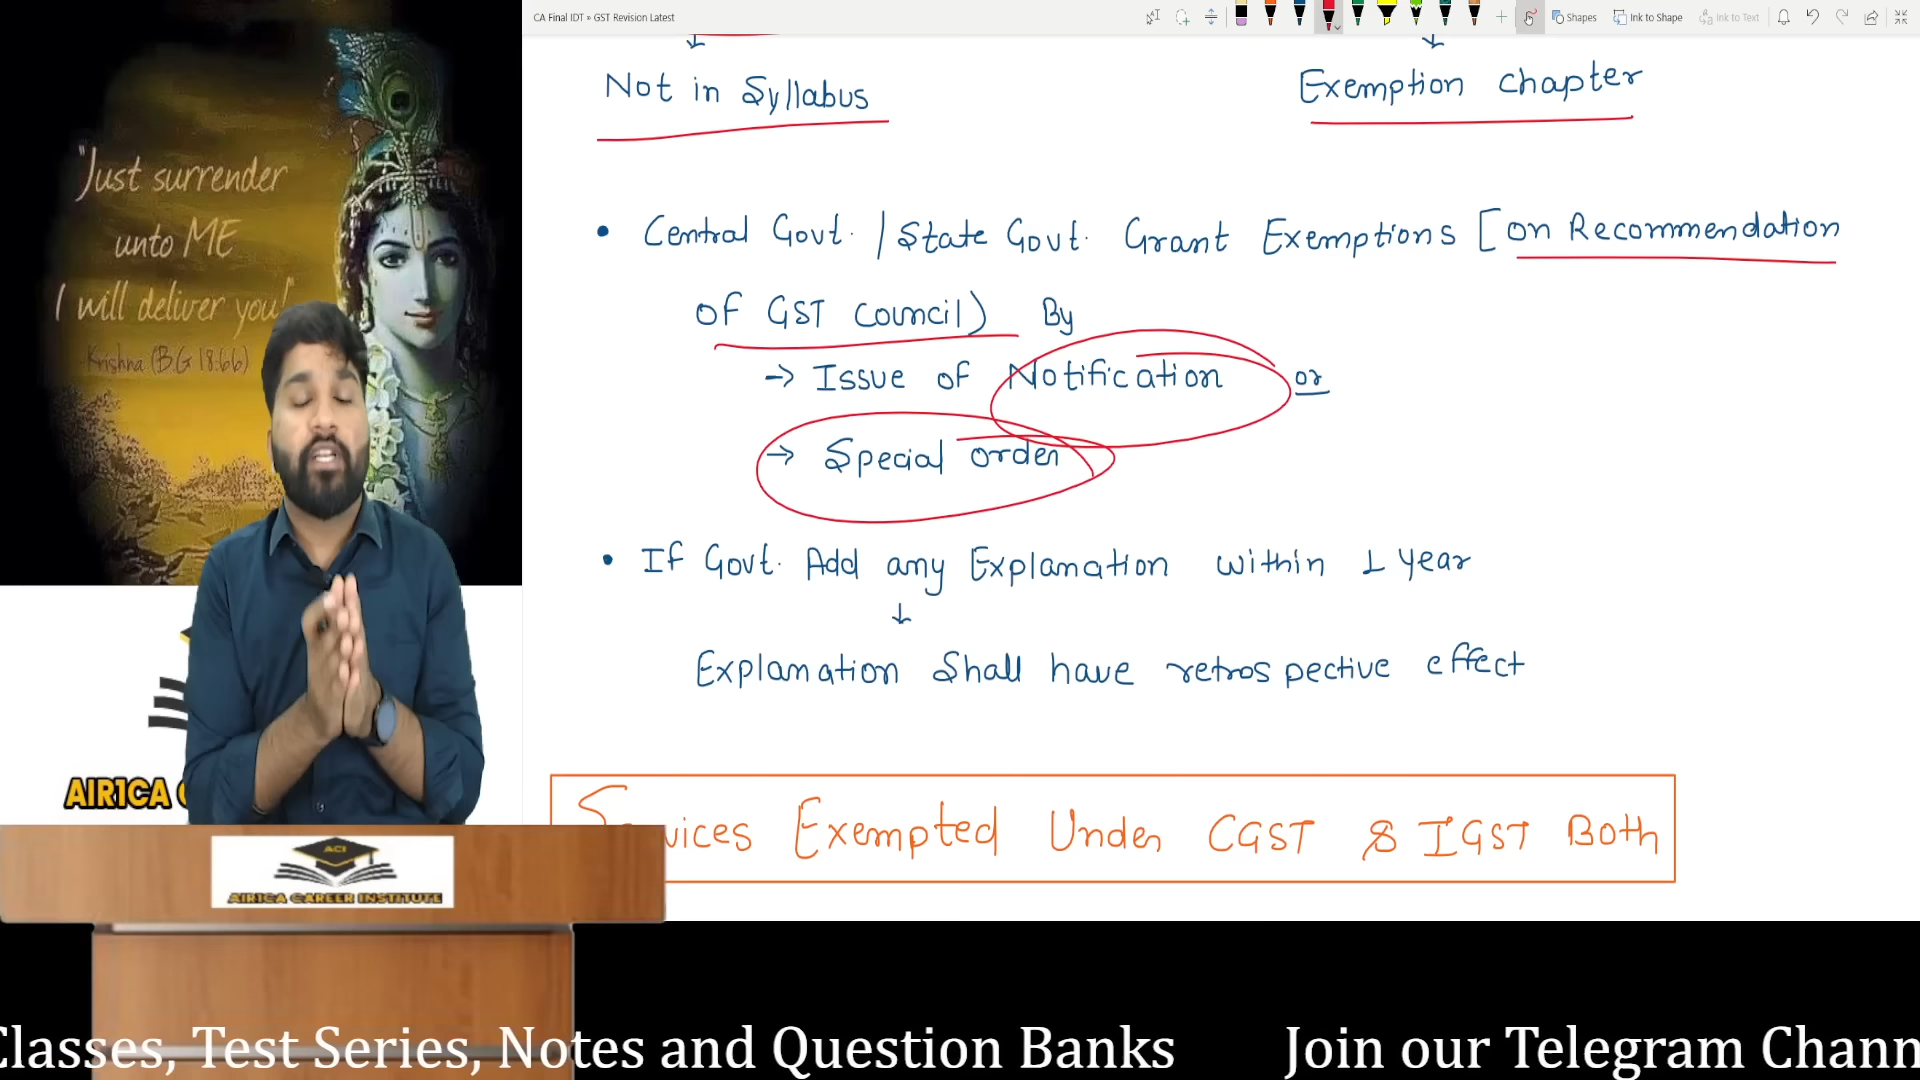 CA Final IDT » GST Revision Latest
Shapes
Ink to Shape
Ink to Text
Not in Syllabus
Exemption chapter
"Just surrender
unto ME
I will deliver you!"
-Krishna (B.G 18:66)
• Central Govt. / State Govt. Grant Exemptions [on Recommendation
of GST Council) By
→ Issue of Notification or
→ Special order
• If Govt. Add any Explanation within 1 year
Explanation Shall have retrospective effect
AIR1CA
vices Exempted Under CGST & IGST Both
ACI
AIR1CA CAREER INSTITUTE
Classes, Test Series, Notes and Question Banks
Join our Telegram Chann